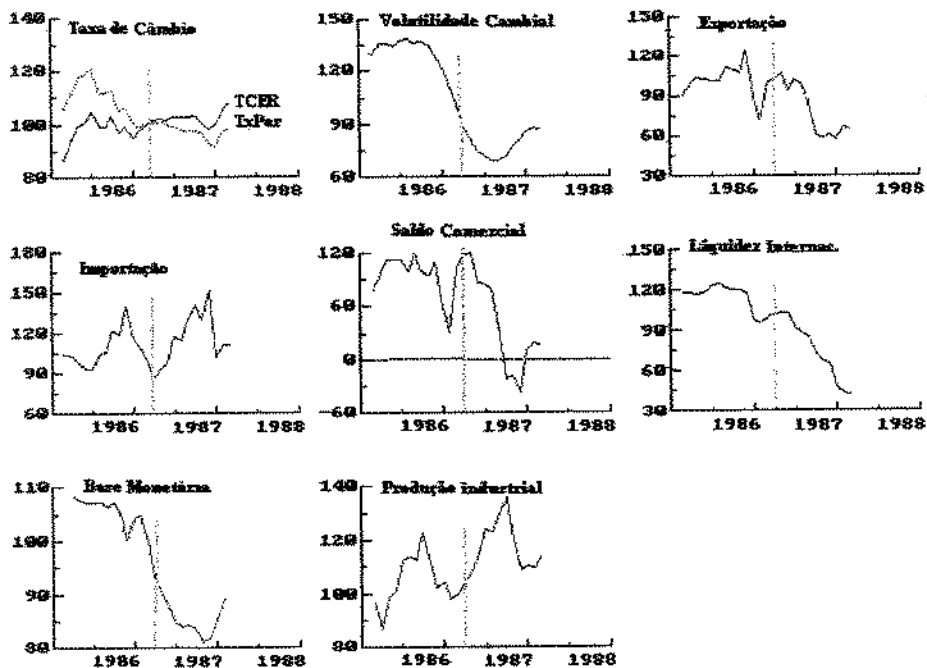 Taxa de Câmbio
140
120
100
80
TCER
TxPar
1986 1987 1988
Volatilidade Cambial
150
120
90
60
1986 1987 1988
Exportação
150
120
90
60
30
1986 1987 1988
Importação
180
150
120
90
60
1986 1987 1988
Saldo Comercial
120
60
0
-60
1986 1987 1988
Líquidez Internac.
150
120
90
60
30
1986 1987 1988
Base Monetária
110
100
90
80
1986 1987 1988
Produção industrial
140
120
100
80
1986 1987 1988